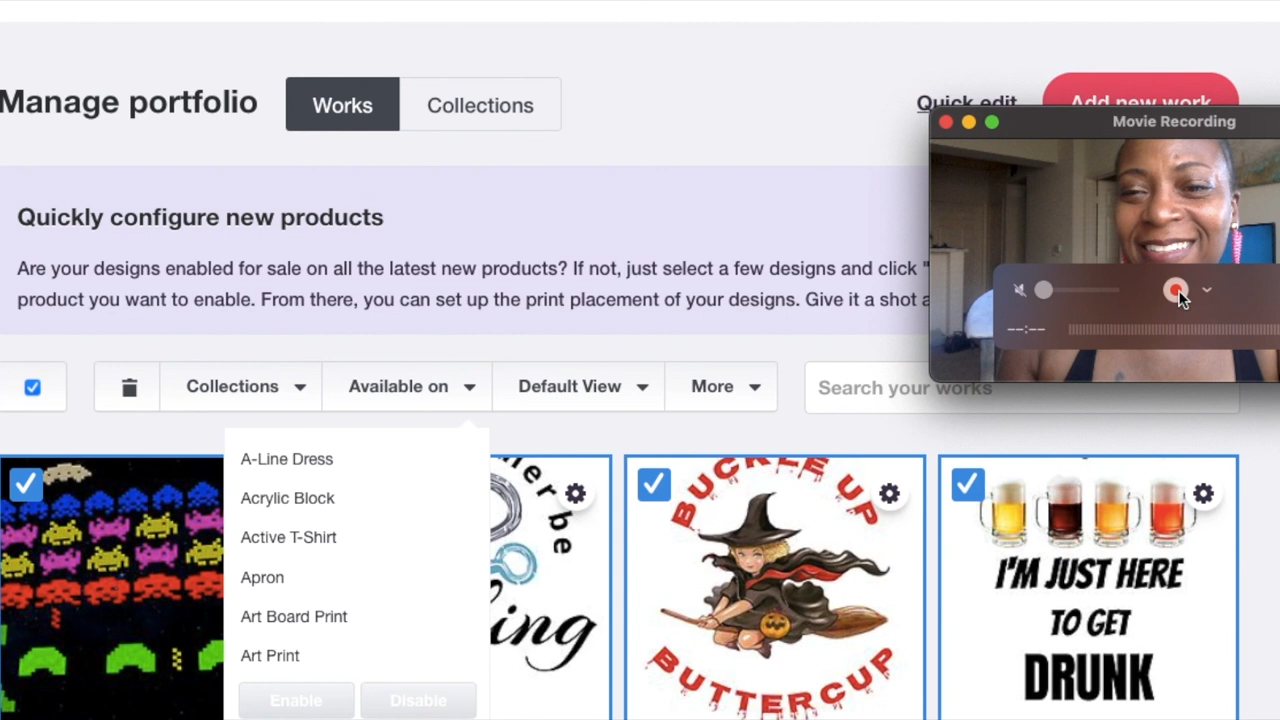 Manage portfolio
Works
Collections
Quick edit
Add new work
Movie Recording
Quickly configure new products
Are your designs enabled for sale on all the latest new products? If not, just select a few designs and click "
product you want to enable. From there, you can set up the print placement of your designs. Give it a shot a
--:--
Collections
Available on
Default View
More
Search your works
A-Line Dress
Acrylic Block
Active T-Shirt
Apron
Art Board Print
Art Print
Enable
Disable
be
BUCKLE UP
BUTTERCUP
I'M JUST HERE
TO GET
DRUNK